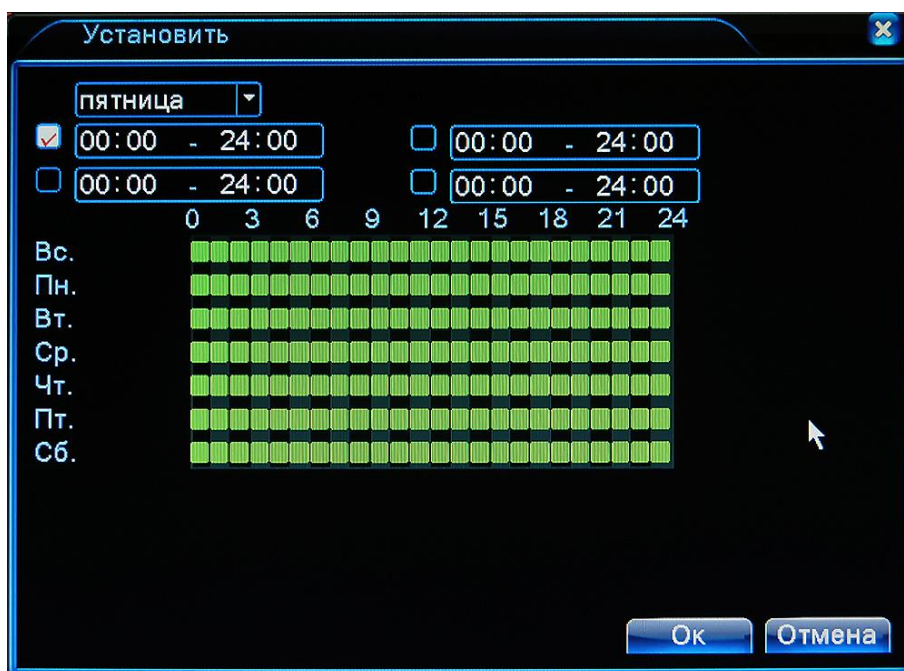 Установить
пятница
00:00 - 24:00 00:00 - 24:00
00:00 - 24:00 00:00 - 24:00
0 3 6 9 12 15 18 21 24
Вс.
Пн.
Вт.
Ср.
Чт.
Пт.
Сб.
Ок Отмена